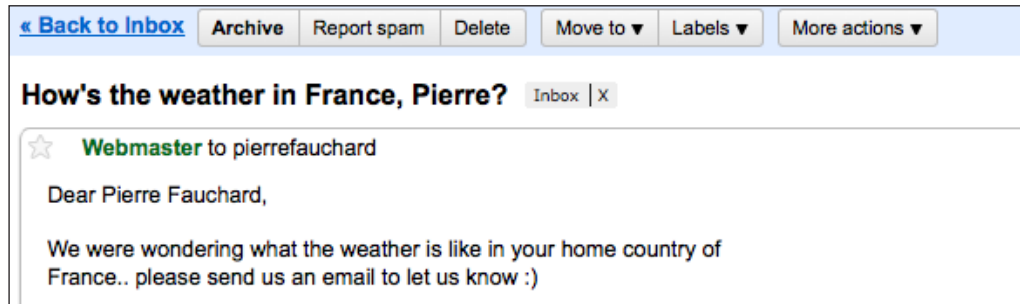 « Back to Inbox Archive Report spam Delete Move to ▼ Labels ▼ More actions ▼
How's the weather in France, Pierre? Inbox | X
Webmaster to pierrefauchard
Dear Pierre Fauchard,
We were wondering what the weather is like in your home country of
France.. please send us an email to let us know :)